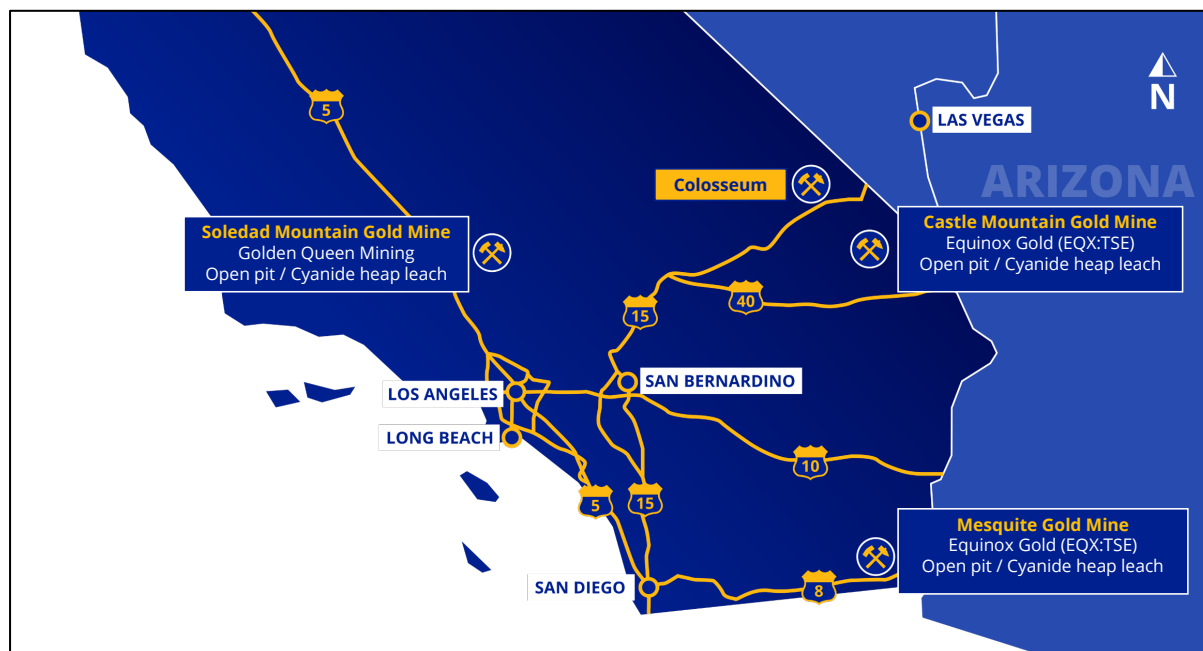 5
N
LAS VEGAS
ARIZONA
Colosseum
Soledad Mountain Gold Mine
Golden Queen Mining
Open pit / Cyanide heap leach
Castle Mountain Gold Mine
Equinox Gold (EQX:TSE)
Open pit / Cyanide heap leach
40
15
SAN BERNARDINO
LOS ANGELES
LONG BEACH
10
5
15
Mesquite Gold Mine
Equinox Gold (EQX:TSE)
Open pit / Cyanide heap leach
SAN DIEGO
8